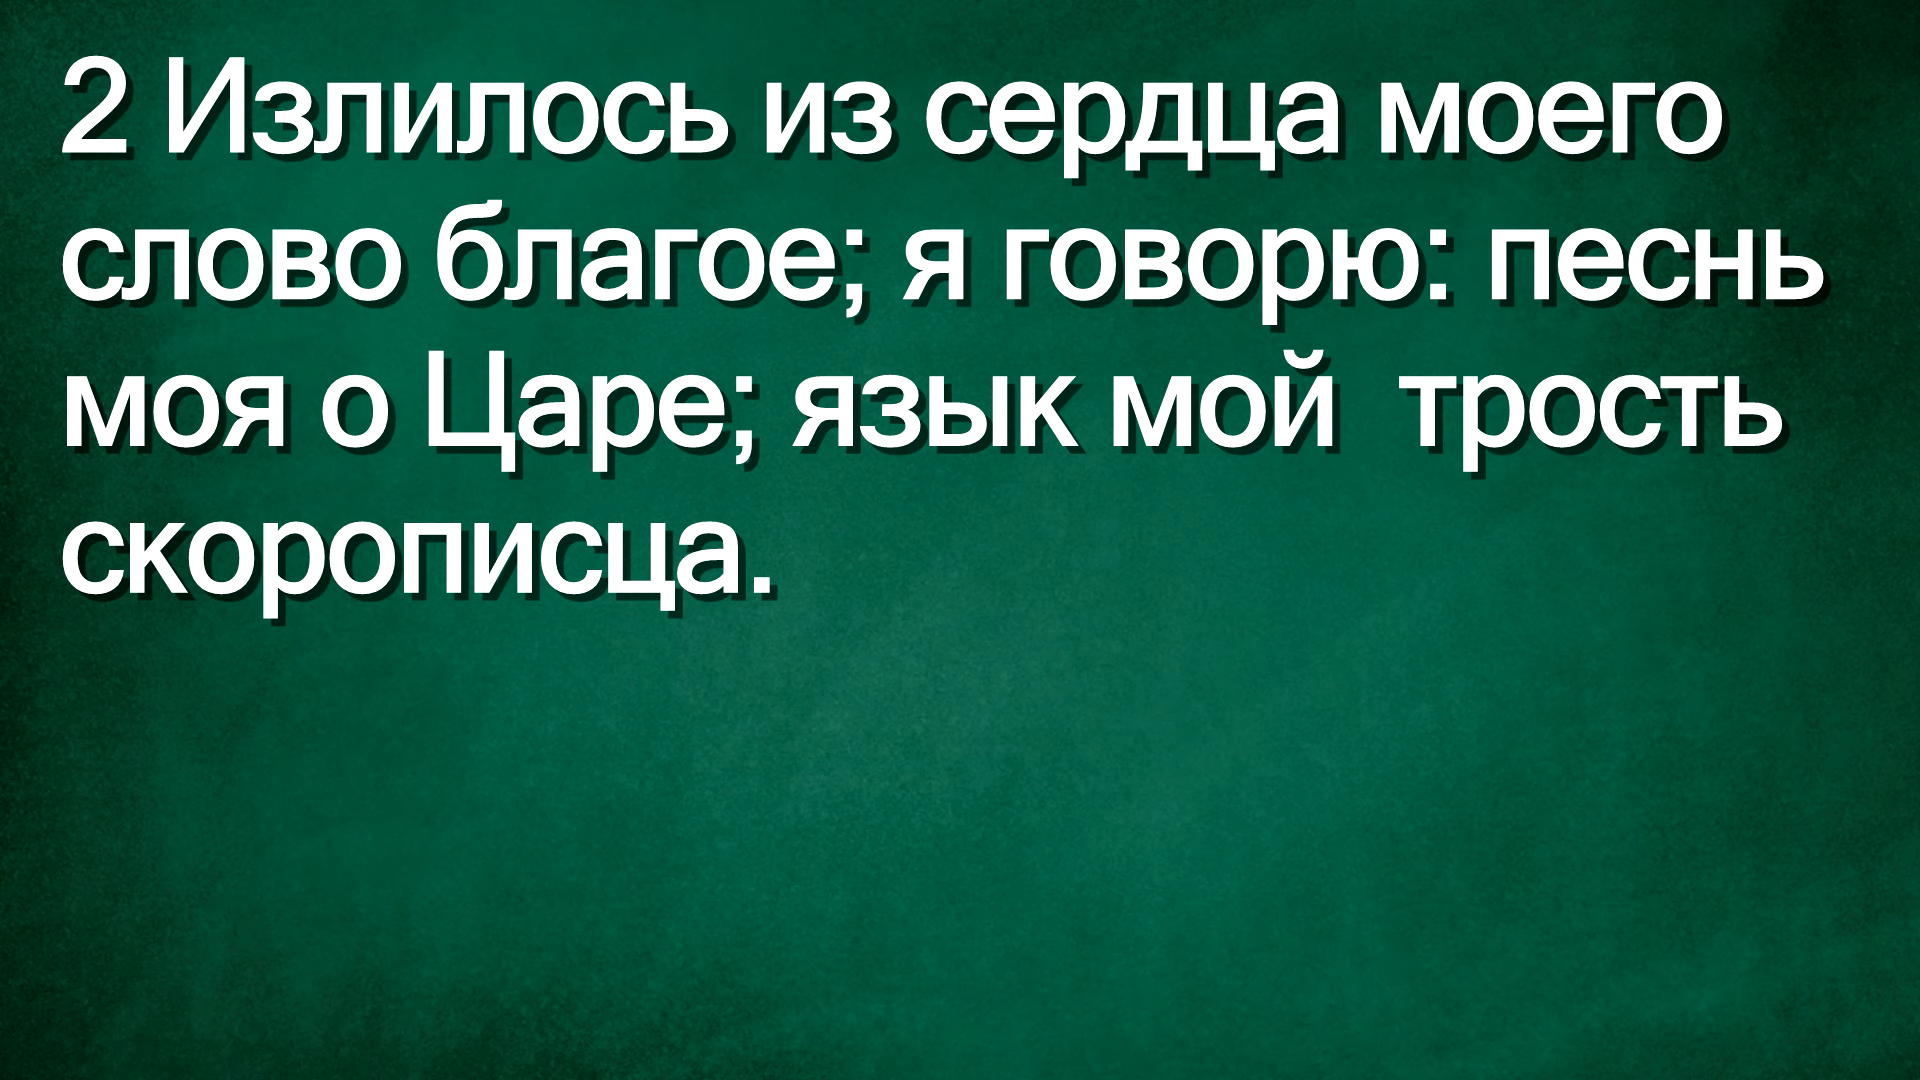 2 Излилось из сердца моего
слово благое; я говорю: песнь
моя о Царе; язык мой  трость
скорописца.